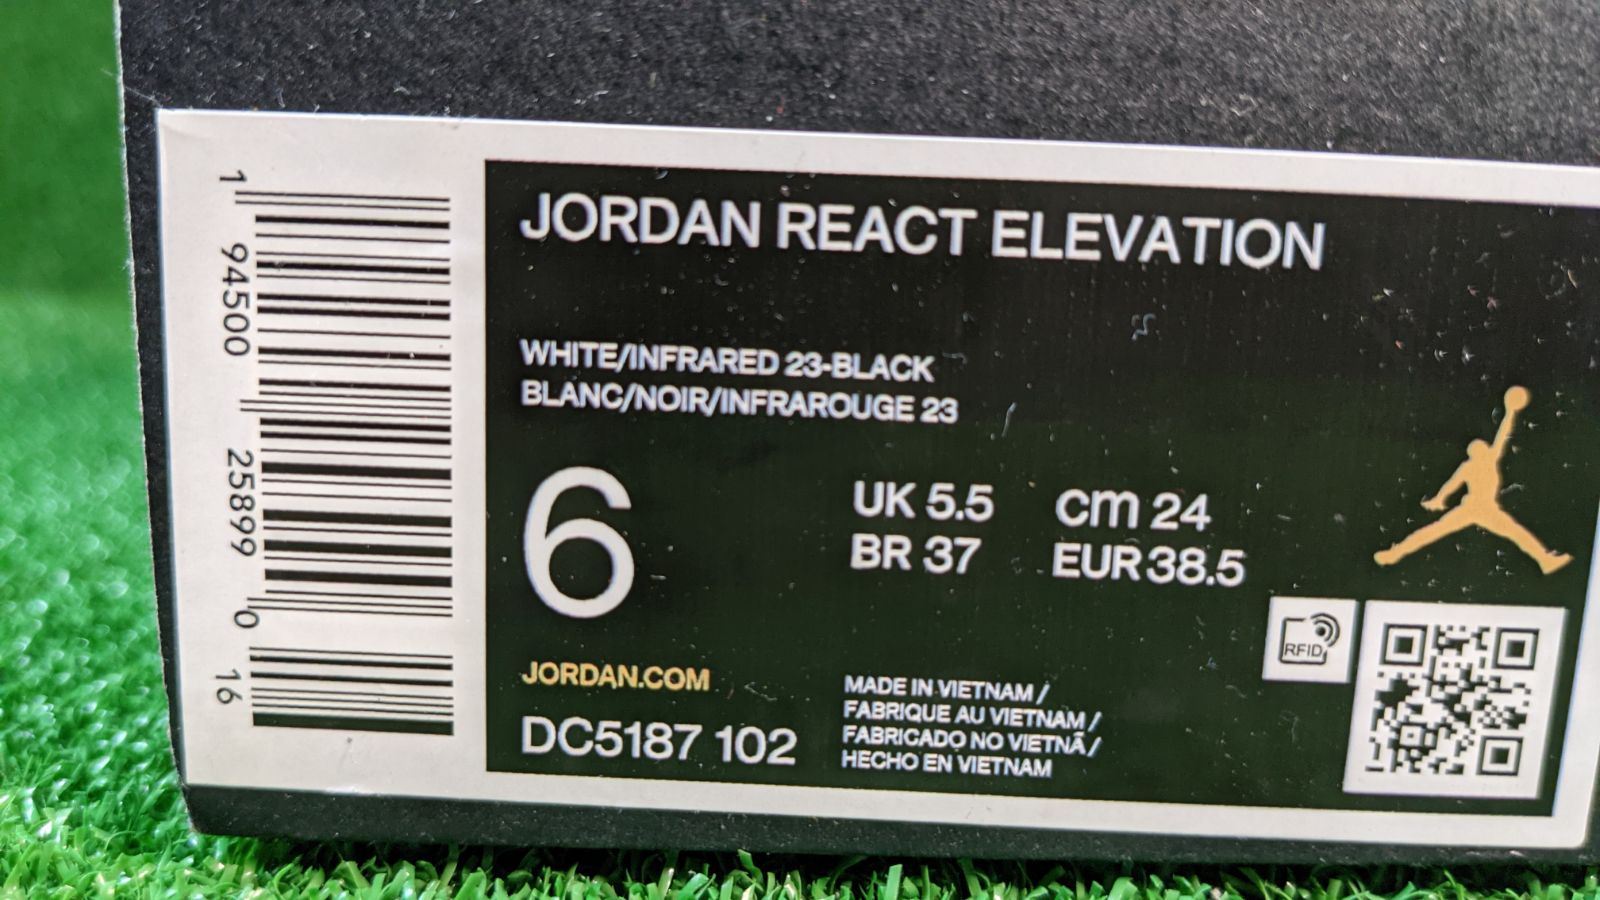 1 94500 25899 0 16
JORDAN REACT ELEVATION
WHITE/INFRARED 23-BLACK
BLANC/NOIR/INFRAROUGE 23
6
UK 5.5 cm 24
BR 37 EUR 38.5
RFID
JORDAN.COM
DC5187 102
MADE IN VIETNAM /
FABRIQUE AU VIETNAM /
FABRICADO NO VIETNÃ /
HECHO EN VIETNAM